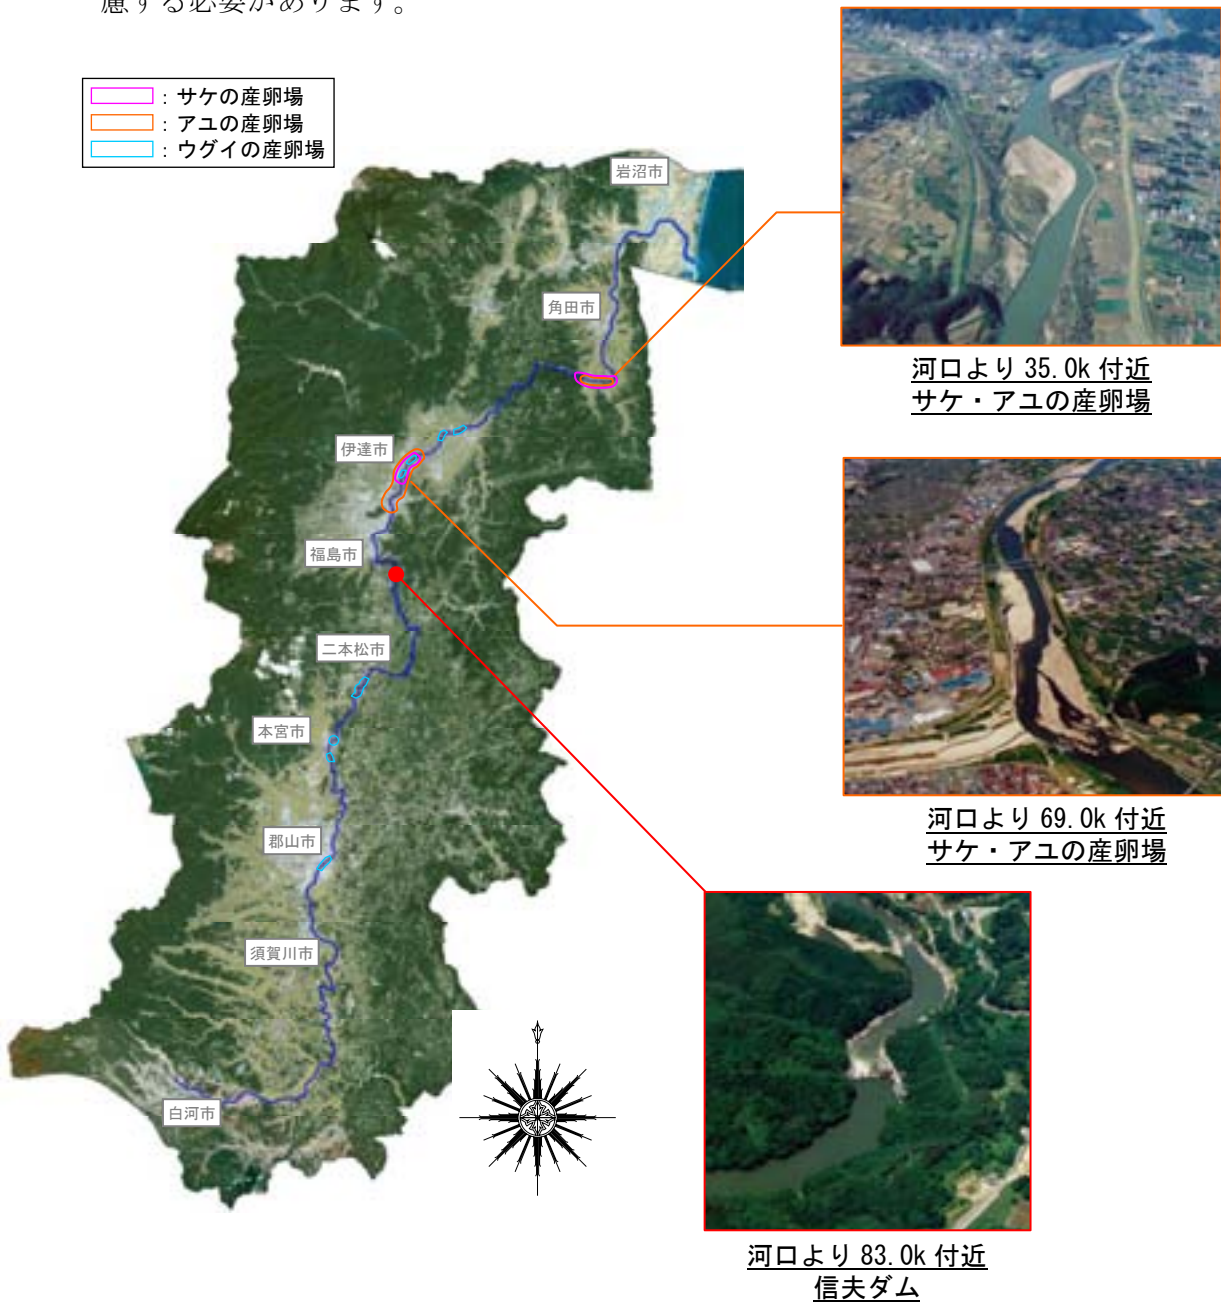 慮する必要があります。
：サケの産卵場
：アユの産卵場
：ウグイの産卵場
岩沼市
角田市
河口より 35.0k 付近
サケ・アユの産卵場
伊達市
福島市
二本松市
本宮市
郡山市
河口より 69.0k 付近
サケ・アユの産卵場
須賀川市
白河市
河口より 83.0k 付近
信夫ダム